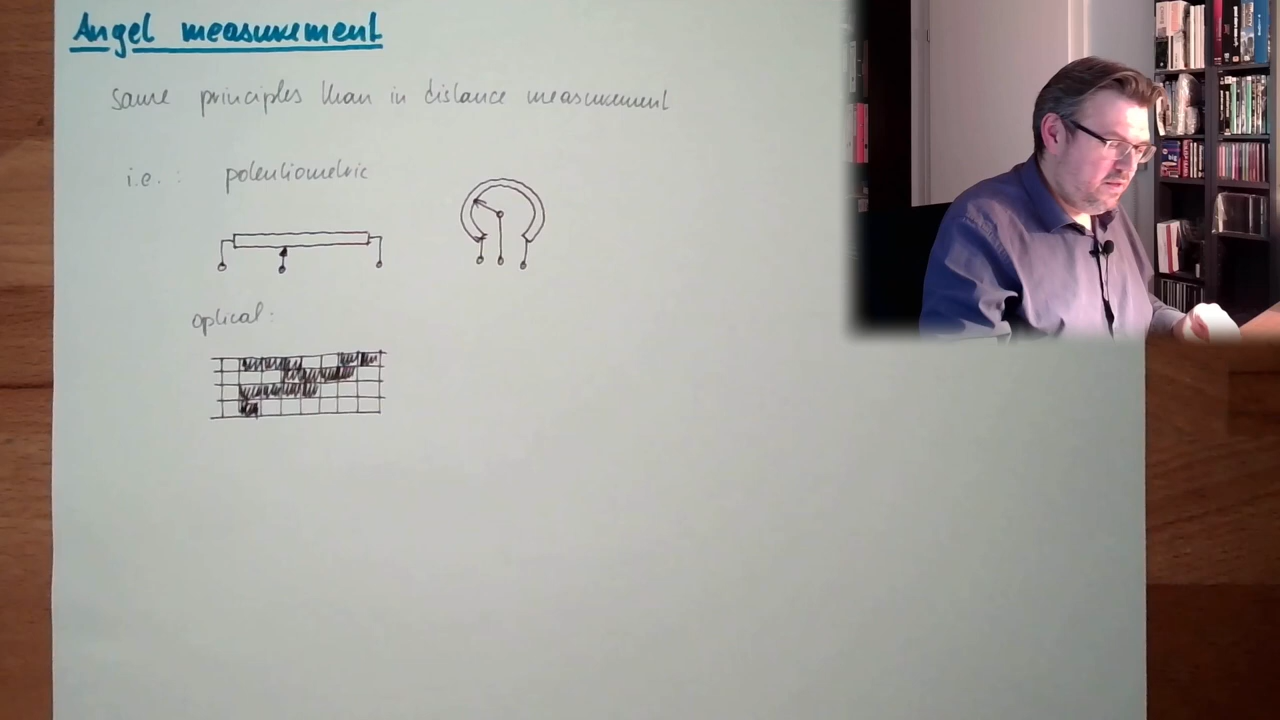 Angel measurement
same principles than in distance measurement
i.e. : potentiometric
optical: